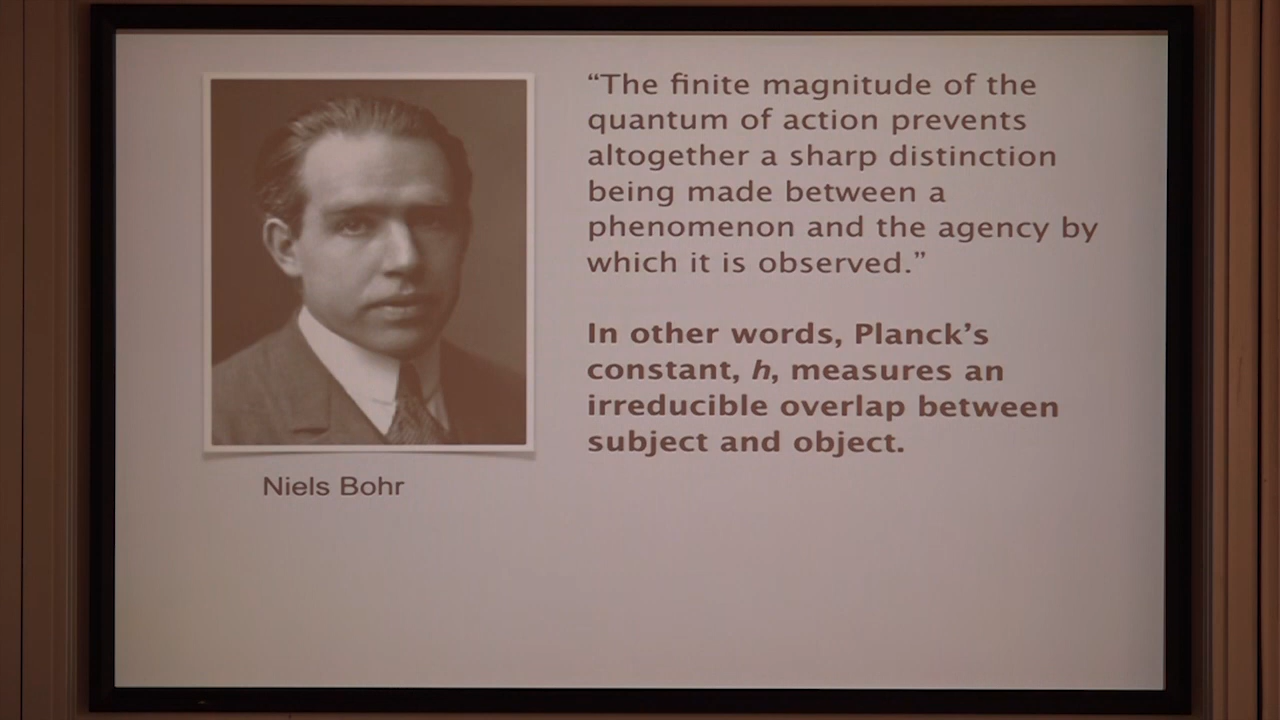 “The finite magnitude of the
quantum of action prevents
altogether a sharp distinction
being made between a
phenomenon and the agency by
which it is observed.”
In other words, Planck’s
constant, h, measures an
irreducible overlap between
subject and object.
Niels Bohr